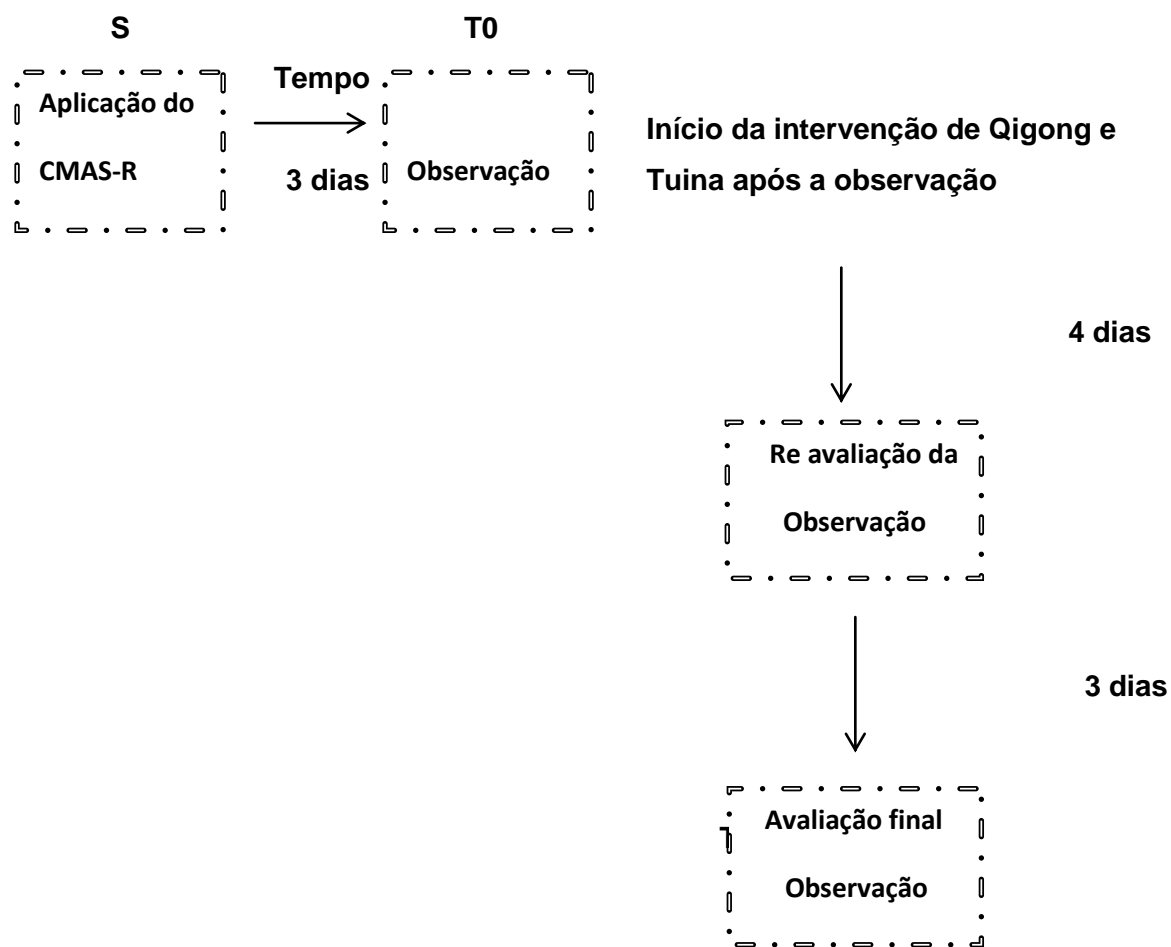 S
T0
Aplicação do
CMAS-R
Tempo
3 dias
Observação
Início da intervenção de Qigong e
Tuina após a observação
4 dias
Re avaliação da
Observação
3 dias
Avaliação final
Observação